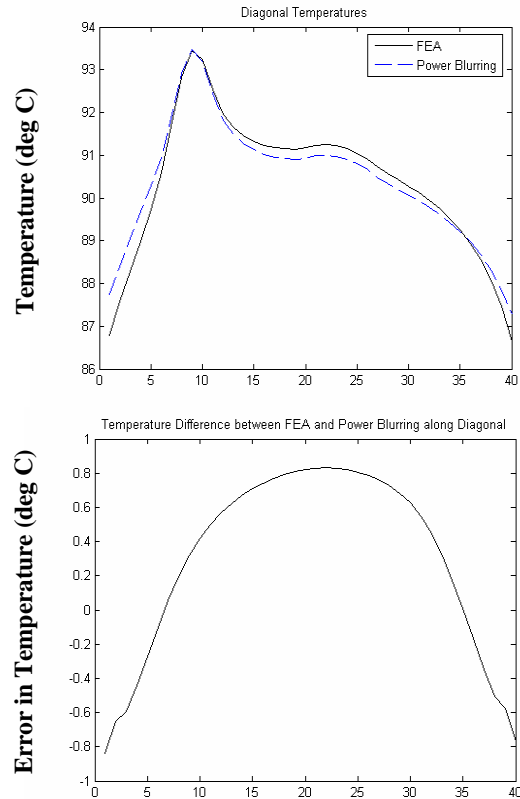 Diagonal Temperatures
94
93
92
91
90
89
88
87
86
Temperature (deg C)
FEA
Power Blurring
0 5 10 15 20 25 30 35 40
Temperature Difference between FEA and Power Blurring along Diagonal
1
0.8
0.6
0.4
0.2
0
-0.2
-0.4
-0.6
-0.8
-1
Error in Temperature (deg C)
0 5 10 15 20 25 30 35 40